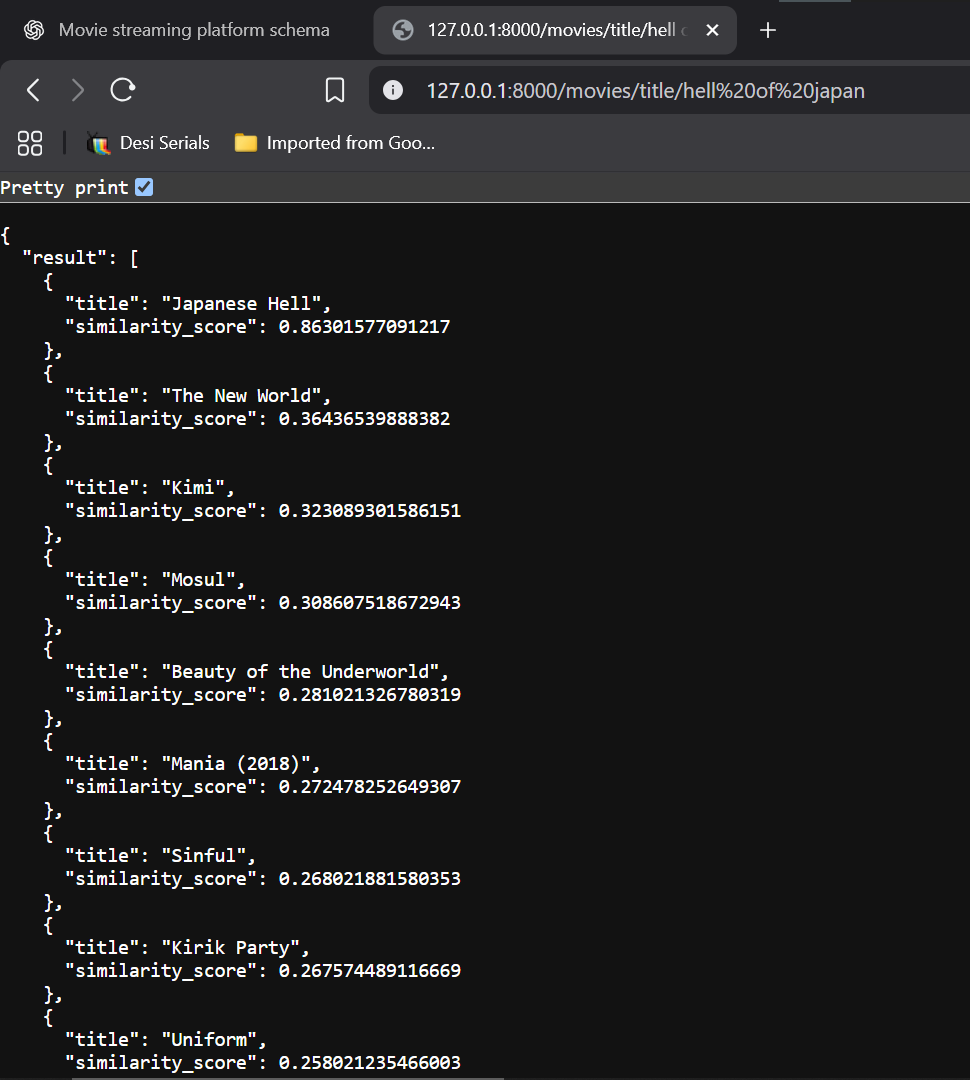 Movie streaming platform schema
127.0.0.1:8000/movies/title/hell
127.0.0.1:8000/movies/title/hell%20of%20japan
Desi Serials
Imported from Goo...
Pretty print
{
"result": [
{
"title": "Japanese Hell",
"similarity_score": 0.86301577091217
},
{
"title": "The New World",
"similarity_score": 0.36436539888382
},
{
"title": "Kimi",
"similarity_score": 0.323089301586151
},
{
"title": "Mosul",
"similarity_score": 0.308607518672943
},
{
"title": "Beauty of the Underworld",
"similarity_score": 0.281021326780319
},
{
"title": "Mania (2018)",
"similarity_score": 0.272478252649307
},
{
"title": "Sinful",
"similarity_score": 0.268021881580353
},
{
"title": "Kirik Party",
"similarity_score": 0.267574489116669
},
{
"title": "Uniform",
"similarity_score": 0.258021235466003